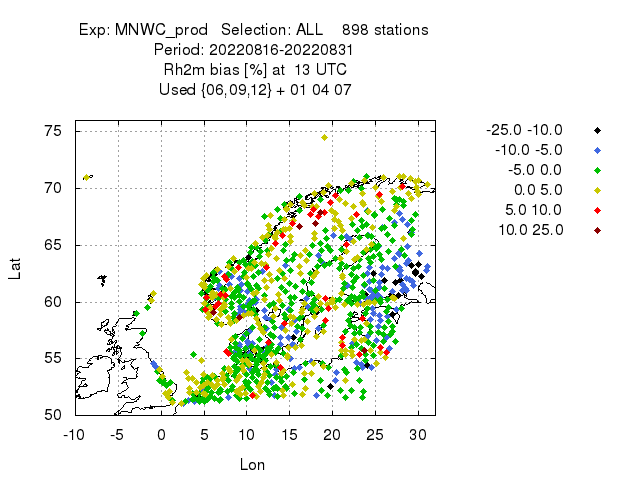 Exp: MNWC_prod   Selection: ALL    898 stations
Period: 20220816-20220831
Rh2m bias [%] at  13 UTC
Used {06,09,12} + 01 04 07
-25.0 -10.0
-10.0 -5.0
-5.0 0.0
0.0 5.0
5.0 10.0
10.0 25.0
75
70
65
60
55
50
Lat
-10 -5 0 5 10 15 20 25 30
Lon